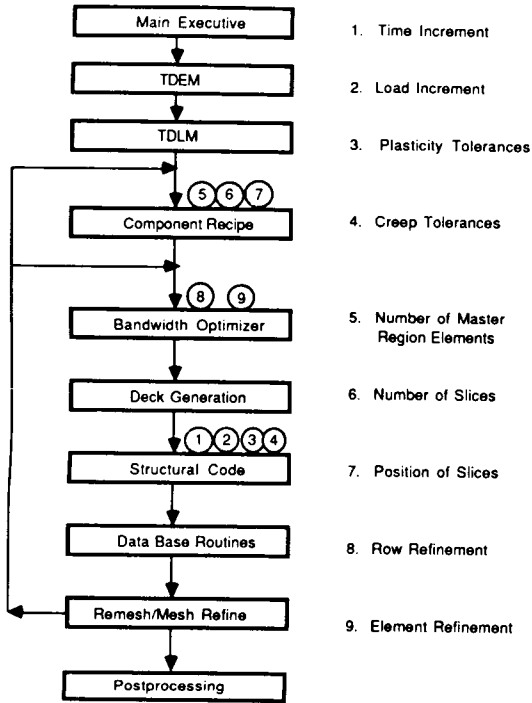 Main Executive
TDEM
TDLM
5 6 7
Component Recipe
8 9
Bandwidth Optimizer
Deck Generation
1 2 3 4
Structural Code
Data Base Routines
Remesh/Mesh Refine
Postprocessing
1. Time Increment
2. Load Increment
3. Plasticity Tolerances
4. Creep Tolerances
5. Number of Master
Region Elements
6. Number of Slices
7. Position of Slices
8. Row Refinement
9. Element Refinement